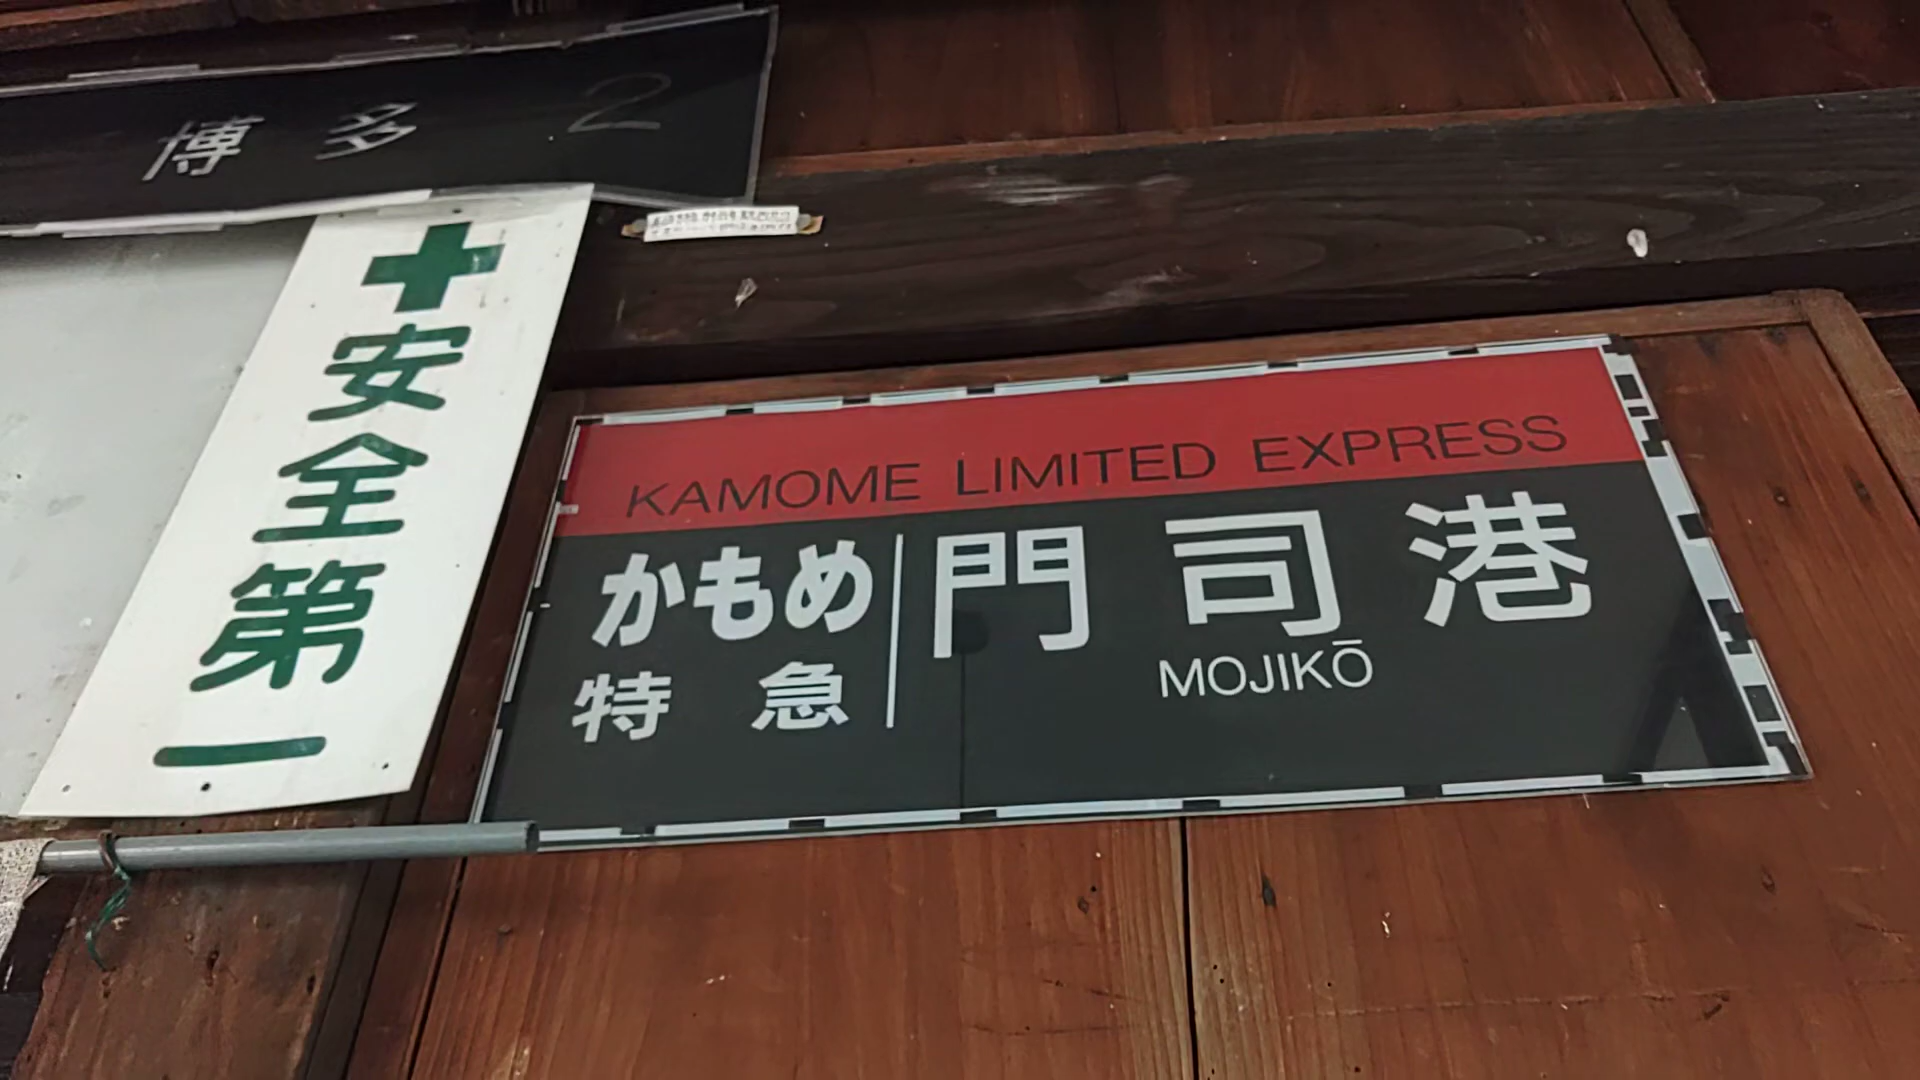 博多 2
安全第一
KAMOME LIMITED EXPRESS
かもめ
特急
門司港
MOJIKŌ